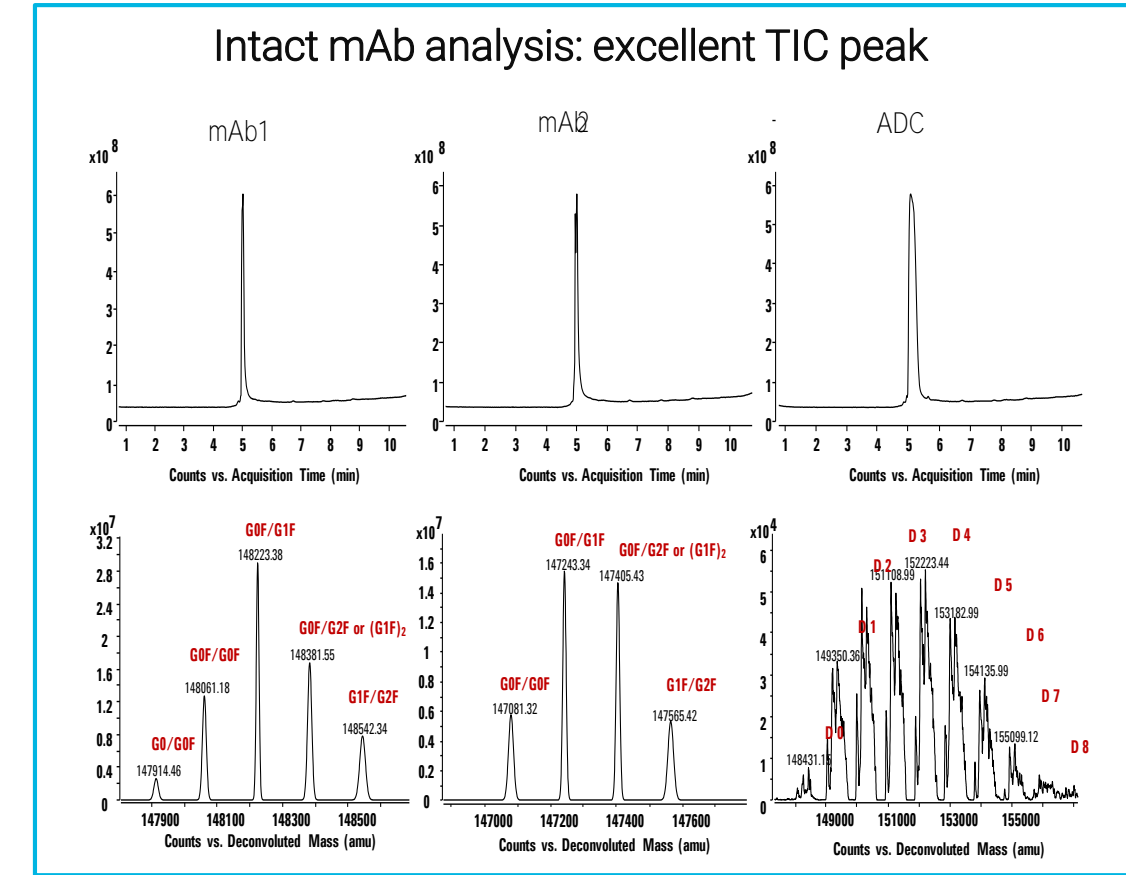 Intact mAb analysis: excellent TIC peak
mAb1
mAb2
-
ADC
x10 8
6
5
4
3
2
1
0
1 2 3 4 5 6 7 8 9 10
Counts vs. Acquisition Time (min)
x10 8
6
5
4
3
2
1
0
1 2 3 4 5 6 7 8 9 10
Counts vs. Acquisition Time (min)
x10 8
6
5
4
3
2
1
0
1 2 3 4 5 6 7 8 9 10
Counts vs. Acquisition Time (min)
x10 7
3.2
2.8
2.4
2
1.6
1.2
0.8
0.4
0
G0F/G1F
148223.38
G0F/G2F or (G1F)2
148381.55
G0F/G0F
148061.18
G1F/G2F
148542.34
G0/G0F
147914.46
147900 148100 148300 148500
Counts vs. Deconvoluted Mass (amu)
x10 7
1.6
1.4
1.2
1
0.8
0.6
0.4
0.2
0
G0F/G1F
147243.34
G0F/G2F or (G1F)2
147405.43
G0F/G0F
147081.32
G1F/G2F
147565.42
147000 147200 147400 147600
Counts vs. Deconvoluted Mass (amu)
x10 4
6
5
4
3
2
1
0
D 3
D 4
152223.44
D 2
151108.99
D 5
153182.99
D 1
D 6
149350.36
154135.99
D 7
D 0
155099.12
D 8
148431.15
149000 151000 153000 155000
Counts vs. Deconvoluted Mass (amu)